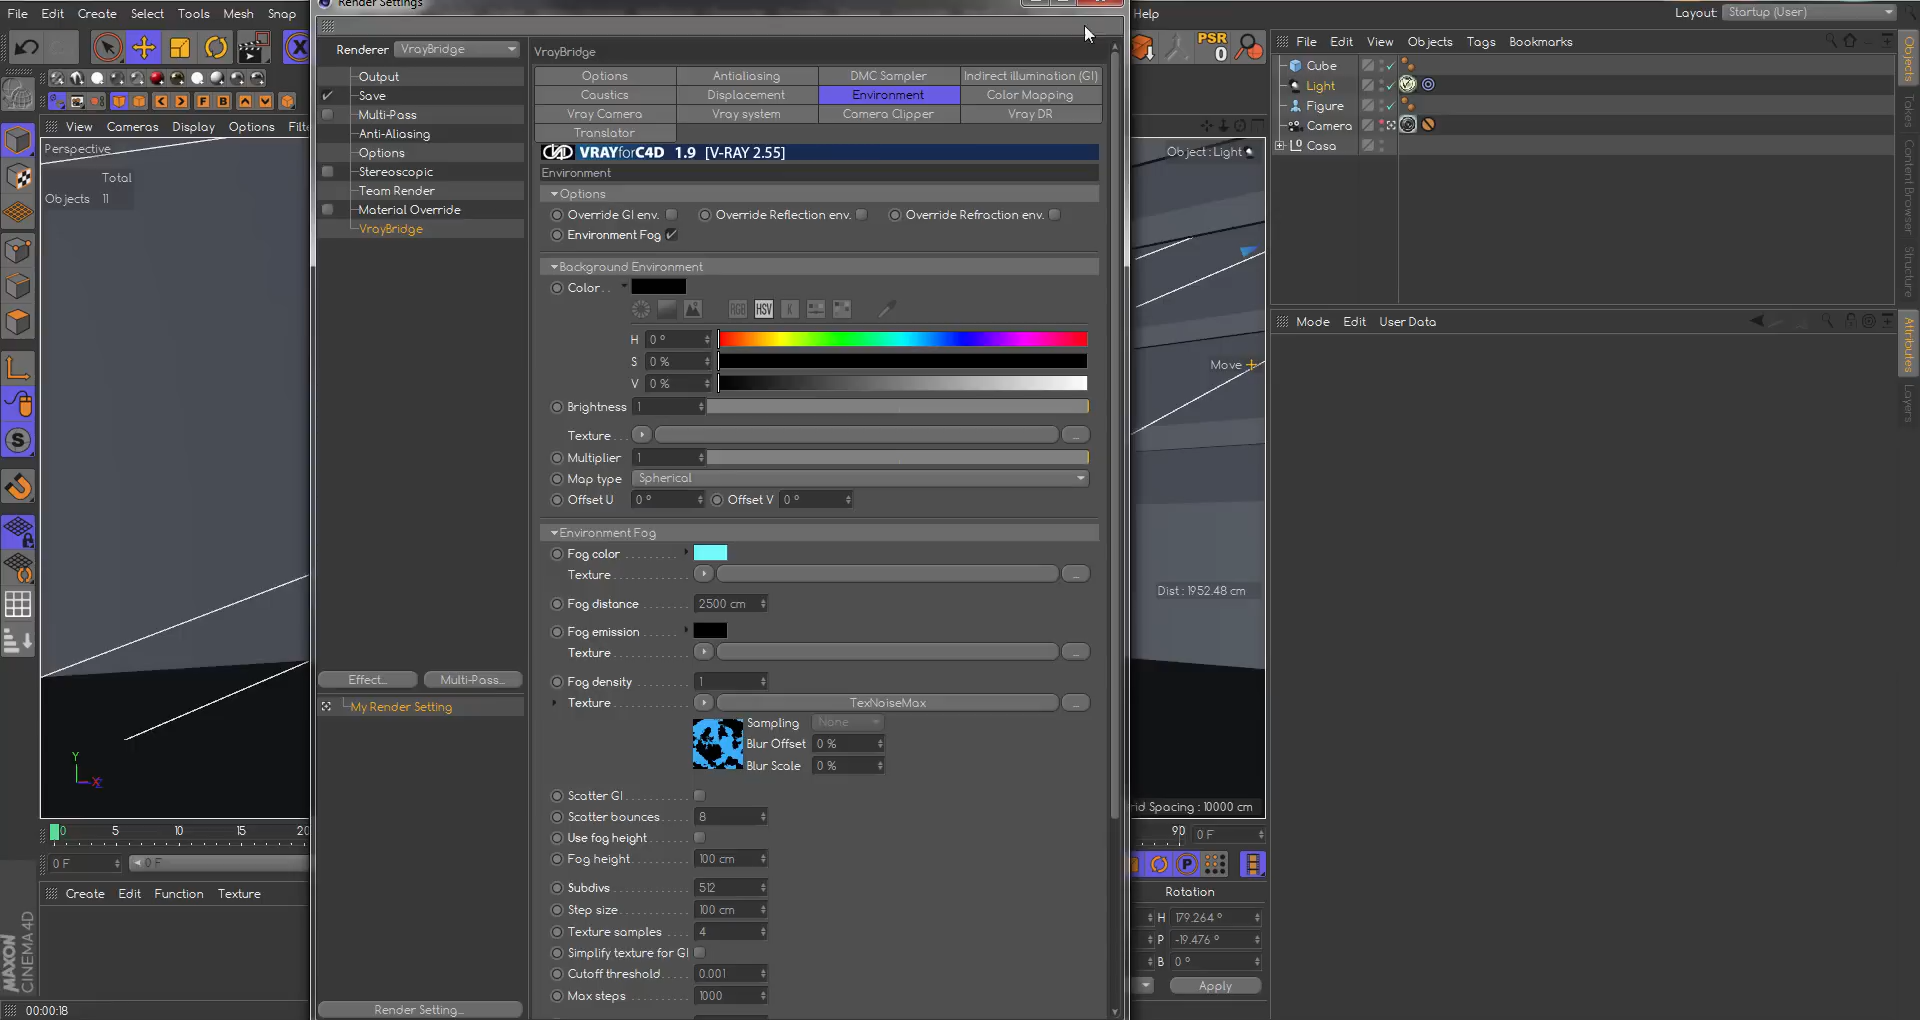 Render Settings
File Edit Create Select Tools Mesh Snap
Help
Layout: Startup (User)
Renderer VrayBridge
VrayBridge
File Edit View Objects Tags Bookmarks
PSR
0
Output
Save
Multi-Pass
Anti-Aliasing
Options
Stereoscopic
Team Render
Material Override
VrayBridge
Options Antialiasing DMC Sampler Indirect illumination (GI)
Caustics Displacement Environment Color Mapping
Vray Camera Vray system Camera Clipper Vray DR
Translator
VRAYforC4D 1.9 [V-RAY 2.55]
Environment
Options
Override GI env. Override Reflection env. Override Refraction env.
Environment Fog
Background Environment
Color . .
RGB HSV K
H 0 °
S 0 %
V 0 %
Brightness 1
Texture . . . ...
Multiplier 1
Map type Spherical
Offset U 0 ° Offset V 0 °
Environment Fog
Fog color
Texture ...
Fog distance 2500 cm
Fog emission
Texture ...
Fog density 1
Texture TexNoiseMax ...
Sampling None
Blur Offset 0 %
Blur Scale 0 %
Scatter GI
Scatter bounces 8
Use fog height
Fog height 100 cm
Subdivs 512
Step size 100 cm
Texture samples 4
Simplify texture for GI
Cutoff threshold 0.001
Max steps 1000
Effect... Multi-Pass...
My Render Setting
Render Setting...
F B
View Cameras Display Options Filte
Perspective
Total
Objects 11
Y
X
0 5 10 15 20
0 F 0 F
Create Edit Function Texture
MAXON
CINEMA 4D
00:00:18
Cube
Light
Figure
Camera
Casa
Object : Light
Move
Dist : 1952.48 cm
rid Spacing : 10000 cm
90 0 F
P
Rotation
H 179.264 °
P -19.476 °
B 0 °
Apply
Mode Edit User Data
Objects
Takes
Content Browser
Structure
Attributes
Layers